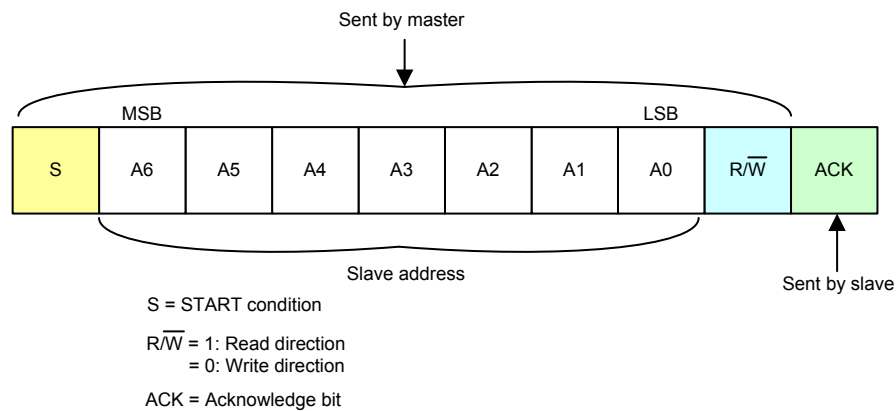 Sent by master
MSB LSB
S A6 A5 A4 A3 A2 A1 A0 R/W̅ ACK
Slave address
Sent by slave
S = START condition
R/W̅ = 1: Read direction
= 0: Write direction
ACK = Acknowledge bit